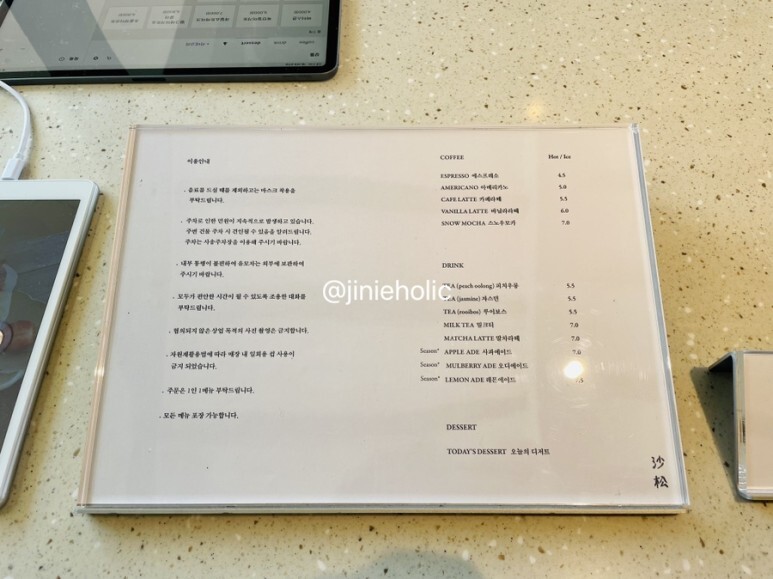 이용안내
. 음료를 드실 때를 제외하고는 마스크 착용을
부탁드립니다.
. 주차로 인한 민원이 지속적으로 발생하고 있습니다.
주변 건물 주차 시 견인될 수 있음을 알려드립니다.
주차는 사송주차장을 이용해 주시기 바랍니다.
. 내부 통행이 불편하여 유모차는 외부에 보관하여
주시기 바랍니다.
. 모두가 편안한 시간이 될 수 있도록 조용한 대화를
부탁드립니다.
. 협의되지 않은 상업 목적의 사진 촬영은 금지합니다.
. 자원재활용법에 따라 매장 내 일회용 컵 사용이
금지 되었습니다.
. 주문은 1인 1메뉴 부탁드립니다.
. 모든 메뉴 포장 가능합니다.
COFFEE Hot / Ice
ESPRESSO 에스프레소 4.5
AMERICANO 아메리카노 5.0
CAFE LATTE 카페라떼 5.5
VANILLA LATTE 바닐라라떼 6.0
SNOW MOCHA 스노우모카 7.0
DRINK
TEA (peach oolong) 피치우롱 5.5
TEA (jasmine) 자스민 5.5
TEA (rooibos) 루이보스 5.5
MILK TEA 밀크티 7.0
MATCHA LATTE 말차라떼 7.0
Season* APPLE ADE 사과에이드 7.0
Season* MULBERRY ADE 오디에이드
Season* LEMON ADE 레몬에이드
DESSERT
TODAY'S DESSERT 오늘의 디저트
沙
松
@jinieholic